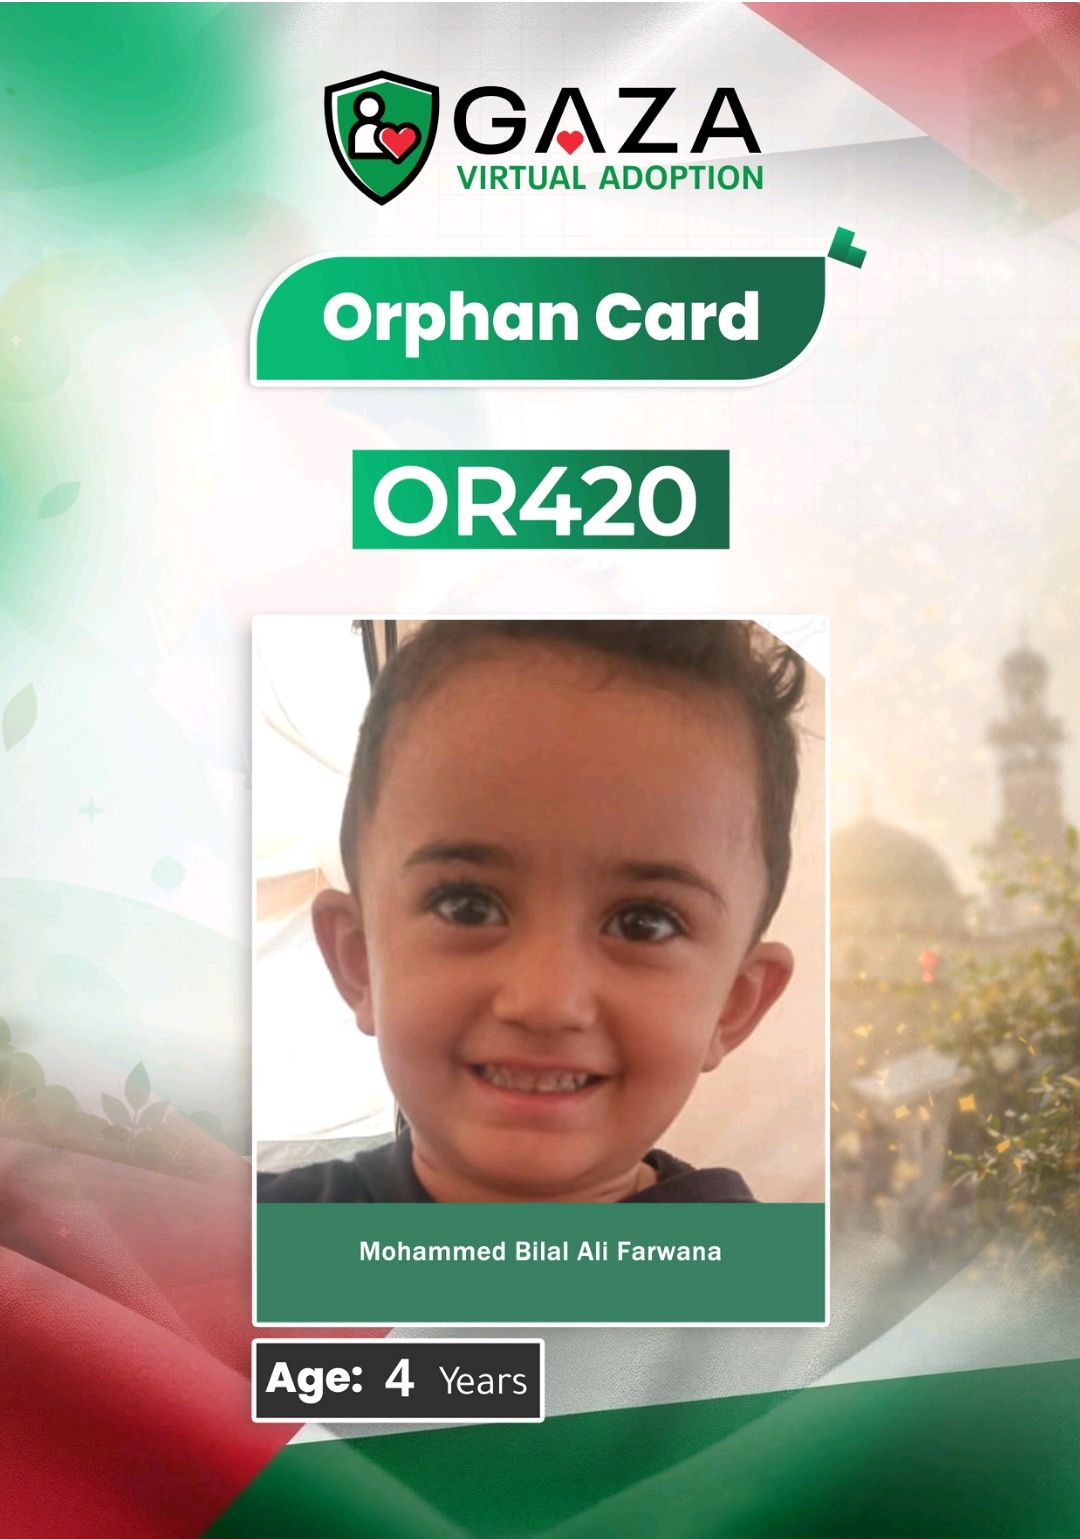 GAZA
VIRTUAL ADOPTION
Orphan Card
OR420
Mohammed Bilal Ali Farwana
Age: 4 Years